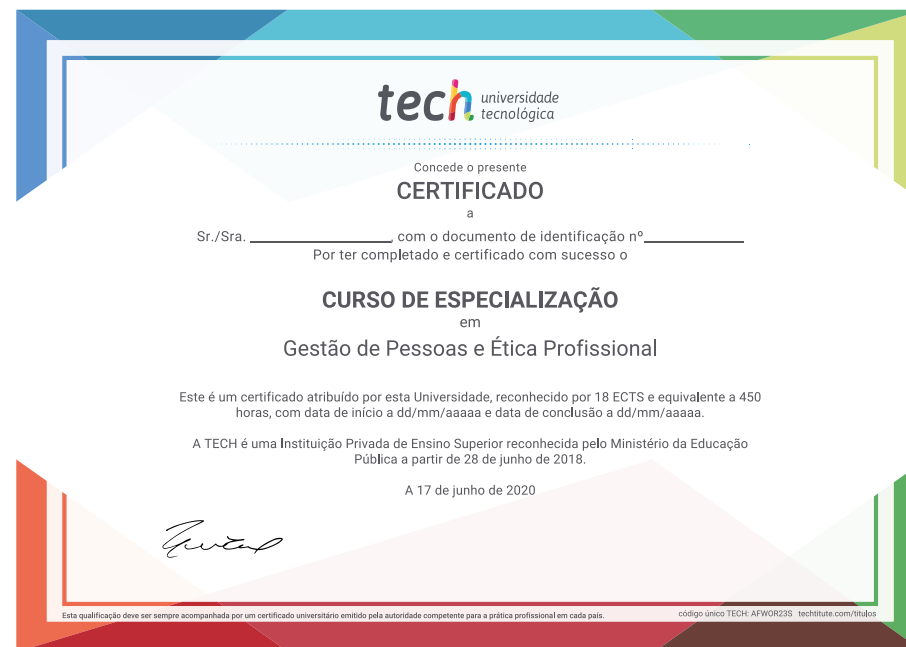 tech universidade
tecnológica
Concede o presente
CERTIFICADO
a
Sr./Sra. ____________________, com o documento de identificação nº______________
Por ter completado e certificado com sucesso o
CURSO DE ESPECIALIZAÇÃO
em
Gestão de Pessoas e Ética Profissional
Este é um certificado atribuído por esta Universidade, reconhecido por 18 ECTS e equivalente a 450
horas, com data de início a dd/mm/aaaaa e data de conclusão a dd/mm/aaaaa.
A TECH é uma Instituição Privada de Ensino Superior reconhecida pelo Ministério da Educação
Pública a partir de 28 de junho de 2018.
A 17 de junho de 2020
Esta qualificação deve ser sempre acompanhada por um certificado universitário emitido pela autoridade competente para a prática profissional em cada país.
código único TECH: AFWOR23S techtitute.com/titulos